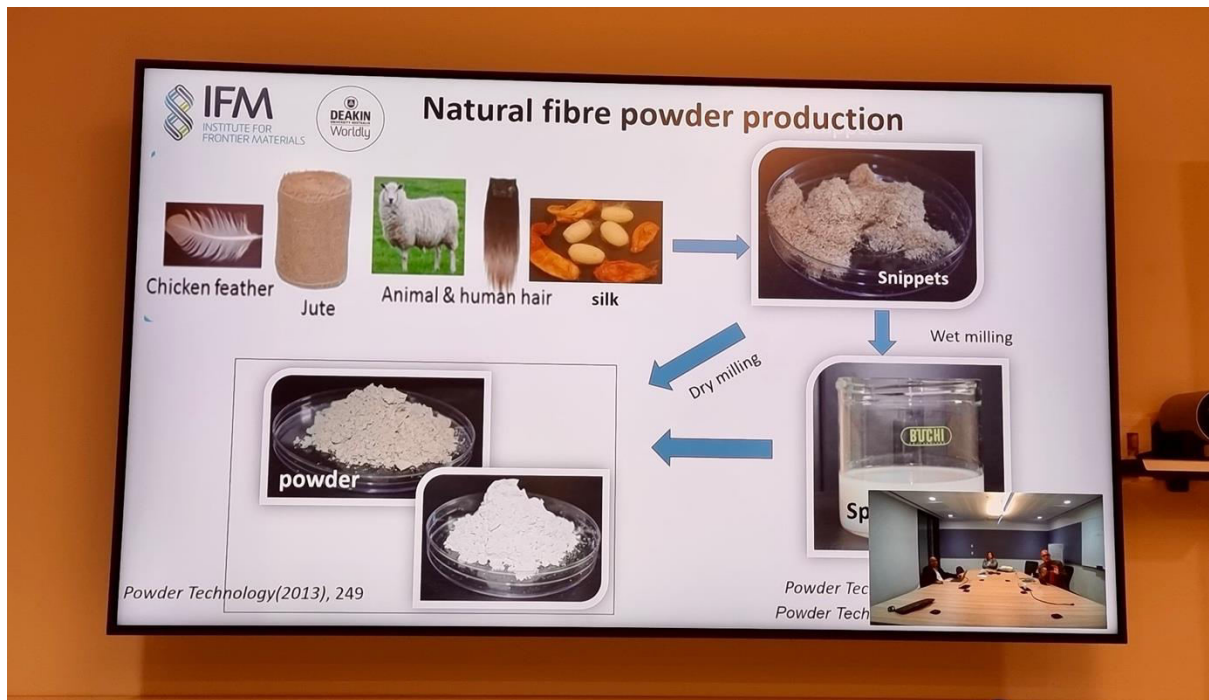 IFM
INSTITUTE FOR
FRONTIER MATERIALS
DEAKIN
Worldly
Natural fibre powder production
Chicken feather
Jute
Animal & human hair
silk
Snippets
Wet milling
Dry milling
BUCHI
powder
Powder Technology(2013), 249
Powder Tec
Powder Tech